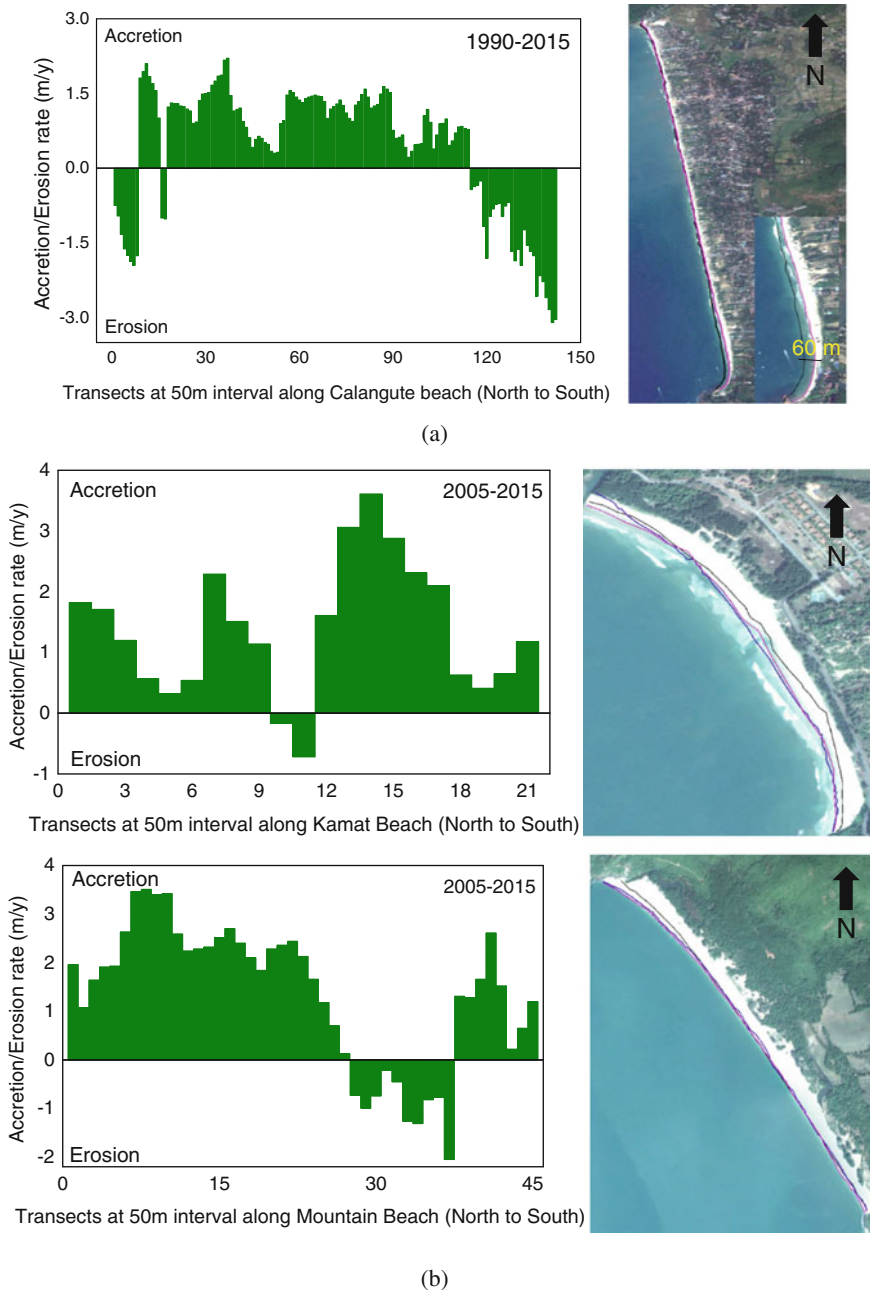 3.0
1.5
0.0
-1.5
-3.0
Accretion/Erosion rate (m/y)
Accretion
1990-2015
Erosion
0 30 60 90 120 150
Transects at 50m interval along Calangute beach (North to South)
N
60 m
(a)
4
3
2
1
0
-1
Accretion/Erosion rate (m/y)
Accretion
2005-2015
Erosion
0 3 6 9 12 15 18 21
Transects at 50m interval along Kamat Beach (North to South)
N
4
3
2
1
0
-1
-2
Accretion/Erosion rate (m/y)
Accretion
2005-2015
Erosion
0 15 30 45
Transects at 50m interval along Mountain Beach (North to South)
N
(b)